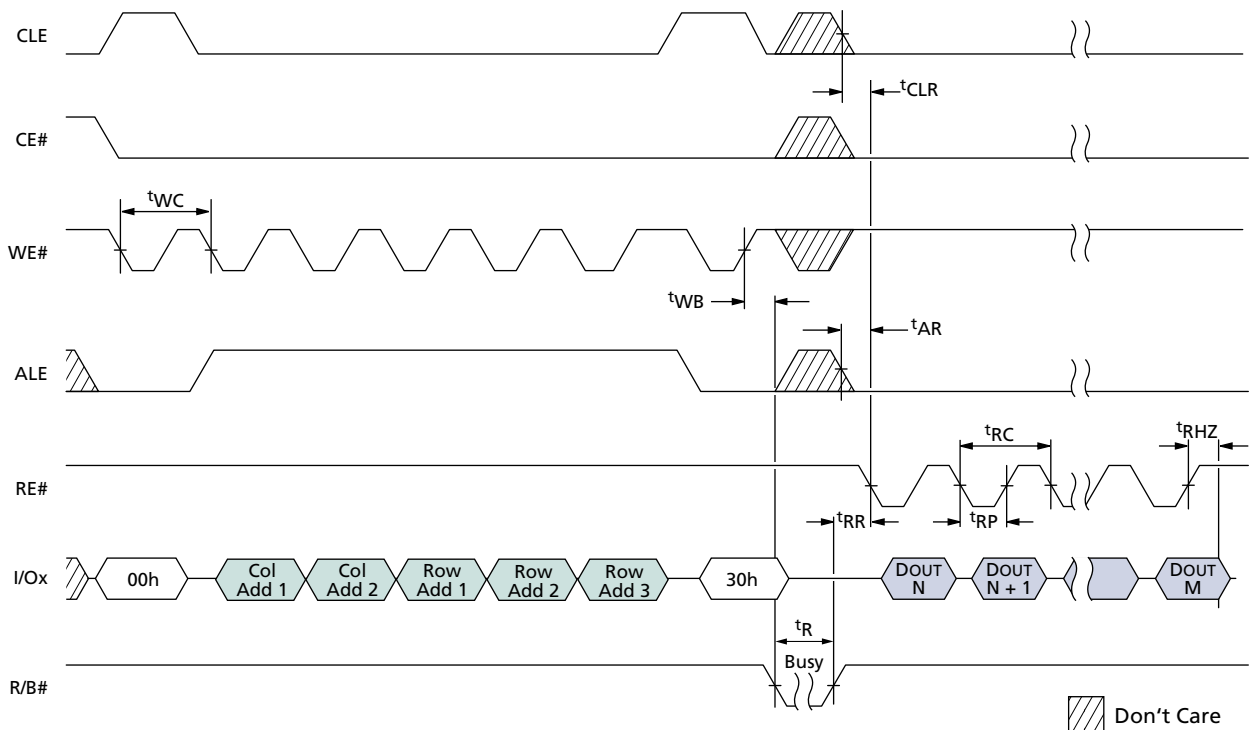 CLE
tCLR
CE#
tWC
WE#
tWB
tAR
ALE
tRC
tRHZ
RE#
tRR
tRP
I/Ox
00h
Col
Add 1
Col
Add 2
Row
Add 1
Row
Add 2
Row
Add 3
30h
DOUT
N
DOUT
N + 1
DOUT
M
tR
Busy
R/B#
Don't Care